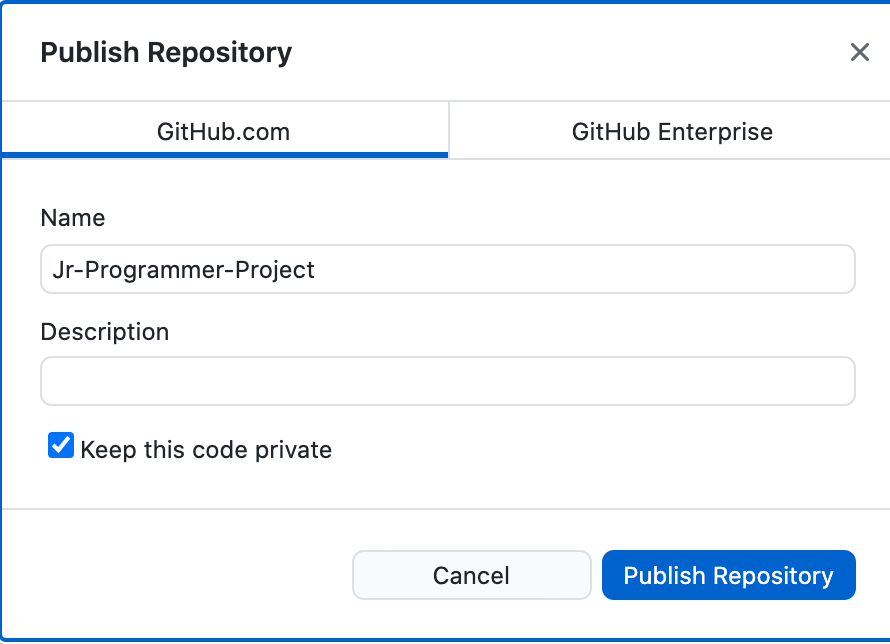 Publish Repository
GitHub.com
GitHub Enterprise
Name
Jr-Programmer-Project
Description
Keep this code private
Cancel
Publish Repository